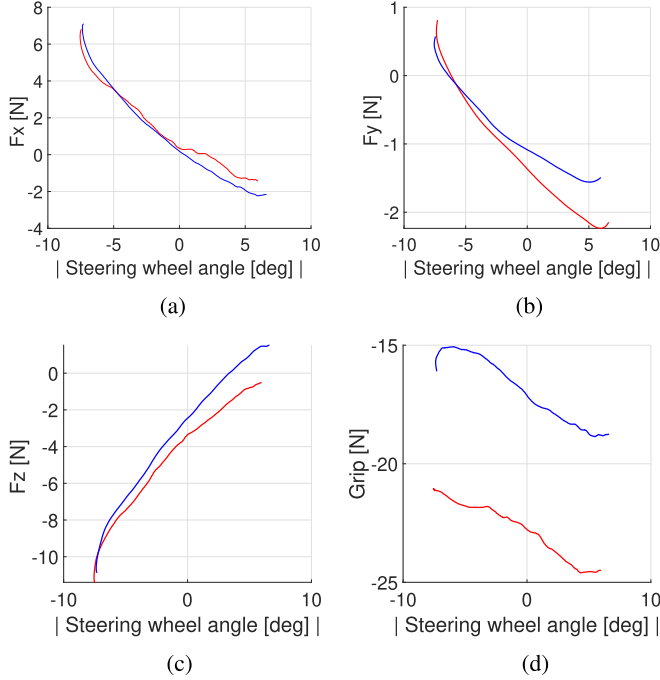 8
6
4
2
0
-2
4
-10 -5 0 5 10
Fx [N]
| Steering wheel angle [deg] |
(a)
1
0
-1
-2
-10 -5 0 5 10
Fy [N]
| Steering wheel angle [deg] |
(b)
0
-2
-4
-6
-8
-10
-10 0 10
Fz [N]
| Steering wheel angle [deg] |
(c)
-15
-20
-25
-10 -5 0 5 10
Grip [N]
| Steering wheel angle [deg] |
(d)